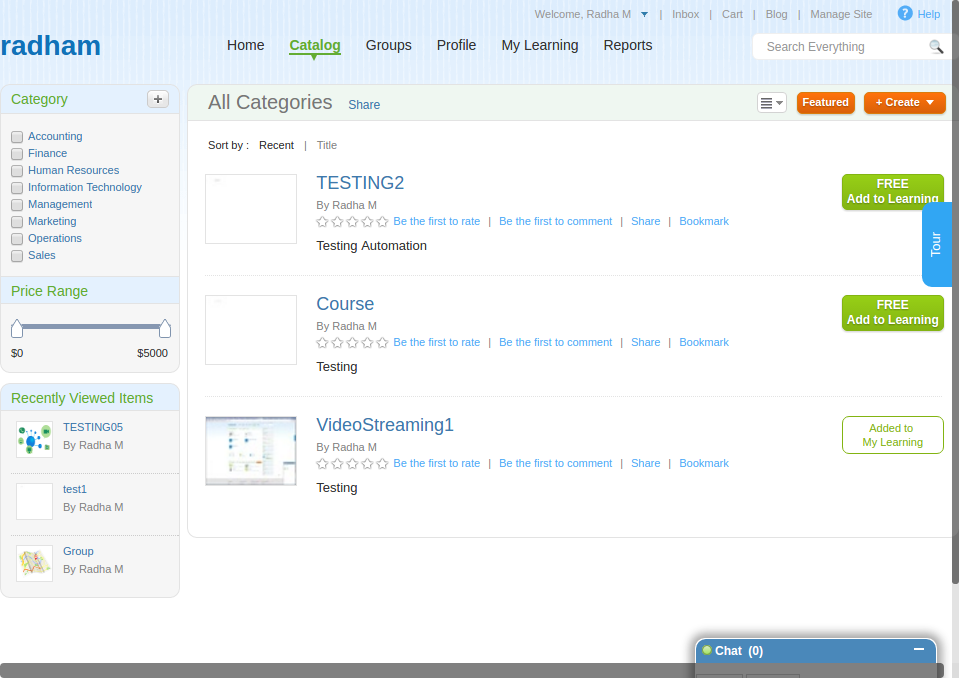 Welcome, Radha M | Inbox | Cart | Blog | Manage Site ? Help
radham
Home Catalog Groups Profile My Learning Reports
Search Everything
Category +
Accounting
Finance
Human Resources
Information Technology
Management
Marketing
Operations
Sales
Price Range
$0 $5000
Recently Viewed Items
TESTING05
By Radha M
test1
By Radha M
Group
By Radha M
All Categories Share
Featured
+ Create
Sort by : Recent | Title
TESTING2
By Radha M
Be the first to rate | Be the first to comment | Share | Bookmark
Testing Automation
FREE
Add to Learning
Tour
Course
By Radha M
Be the first to rate | Be the first to comment | Share | Bookmark
Testing
FREE
Add to Learning
VideoStreaming1
By Radha M
Be the first to rate | Be the first to comment | Share | Bookmark
Testing
Added to
My Learning
Chat (0)